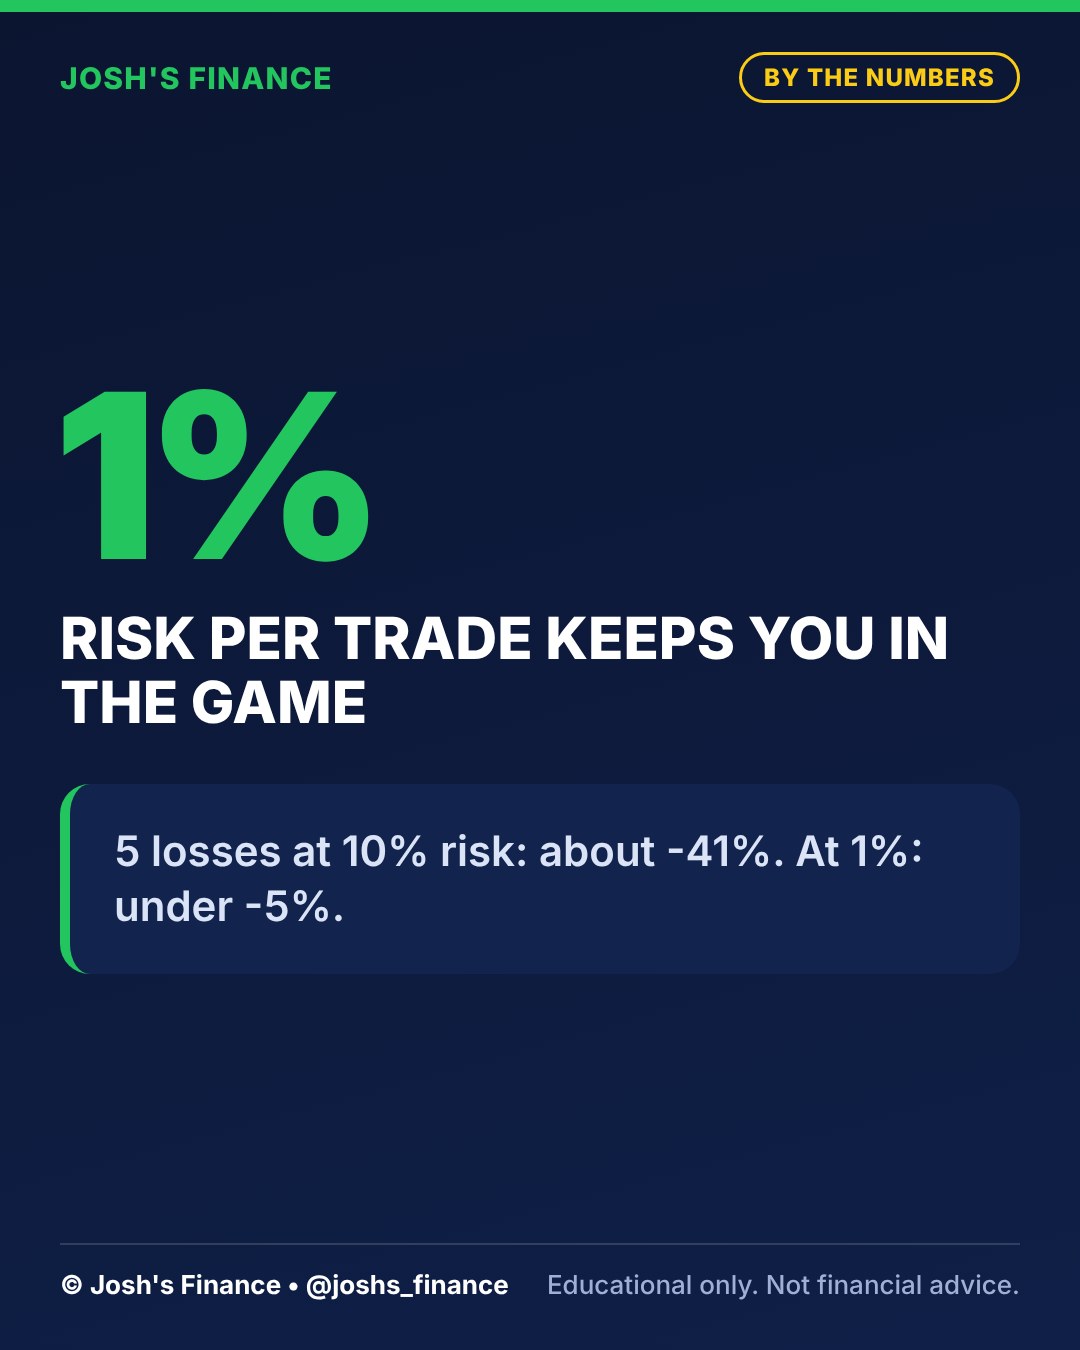 JOSH'S FINANCE
BY THE NUMBERS
1%
RISK PER TRADE KEEPS YOU IN
THE GAME
5 losses at 10% risk: about -41%. At 1%:
under -5%.
© Josh's Finance • @joshs_finance
Educational only. Not financial advice.